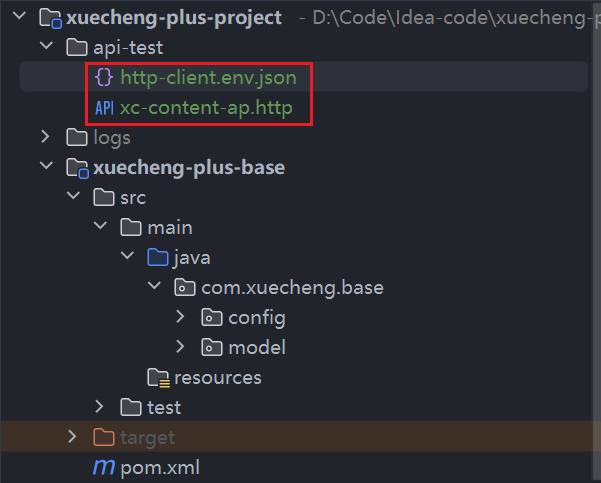 xuecheng-plus-project - D:\Code\Idea-code\xuecheng-p
api-test
{} http-client.env.json
API xc-content-ap.http
logs
xuecheng-plus-base
src
main
java
com.xuecheng.base
config
model
resources
test
target
m pom.xml